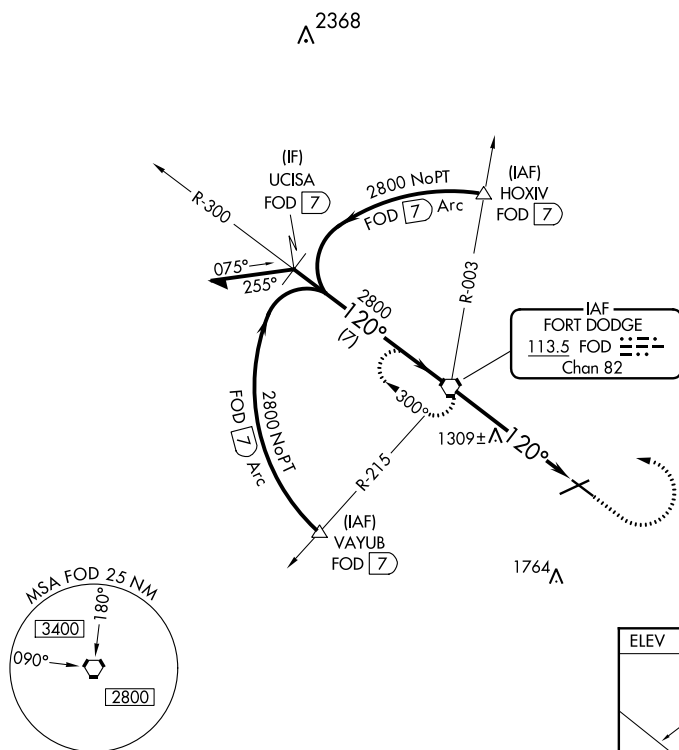 2368
(IF)
UCISA
FOD 7
(IAF)
HOXIV
FOD 7
2800 NoPT
FOD 7 Arc
R-300
075°
255°
2800
120°
(7)
R-003
IAF
FORT DODGE
113.5 FOD
Chan 82
300°
1309±
120°
2800 NoPT
FOD 7 Arc
R-215
(IAF)
VAYUB
FOD 7
1764
MSA FOD 25 NM
180°
3400
090°
2800
ELEV